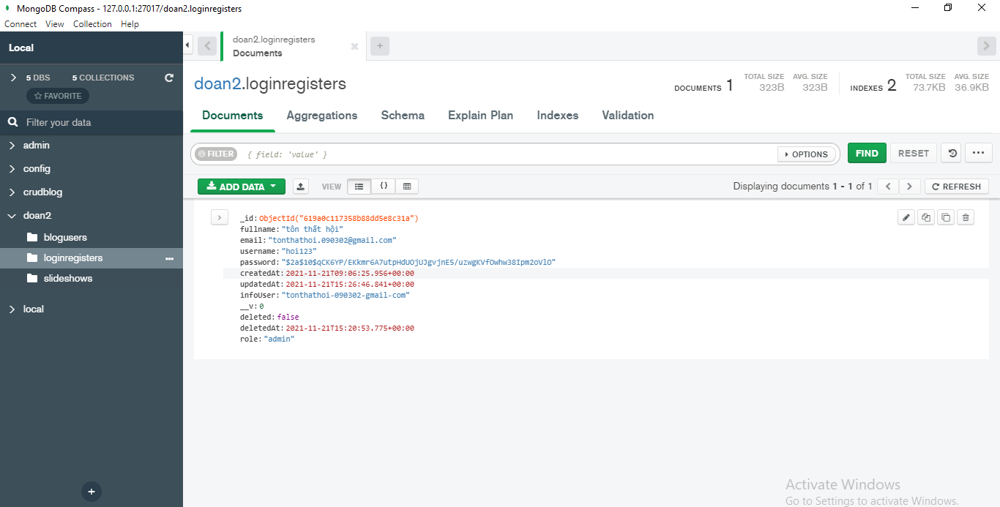 MongoDB Compass - 127.0.0.1:27017/doan2.loginregisters
Connect View Collection Help
Local
5 DBS 5 COLLECTIONS
FAVORITE
Filter your data
admin
config
crudblog
doan2
blogusers
loginregisters
slideshows
local
doan2.loginregisters
Documents
doan2.loginregisters
DOCUMENTS 1 TOTAL SIZE 323B AVG. SIZE 323B
INDEXES 2 TOTAL SIZE 73.7KB AVG. SIZE 36.9KB
Documents Aggregations Schema Explain Plan Indexes Validation
FILTER { field: 'value' } OPTIONS FIND RESET
ADD DATA VIEW Displaying documents 1 - 1 of 1 REFRESH
_id: ObjectId("619a0c117358b88dd5e8c31a")
fullname: "tôn thất hội"
email: "tonthathoi.090302@gmail.com"
username: "hoi123"
password: "$2a$10$qCK6YP/EKkmr6A7utpHdUOjUJgvjnE5/uzwgKVfOwhw38Ipm2oVlO"
createdAt: 2021-11-21T09:06:25.956+00:00
updatedAt: 2021-11-21T15:26:46.841+00:00
infoUser: "tonthathoi-090302-gmail-com"
__v: 0
deleted: false
deletedAt: 2021-11-21T15:20:53.775+00:00
role: "admin"
Activate Windows
Go to Settings to activate Windows.